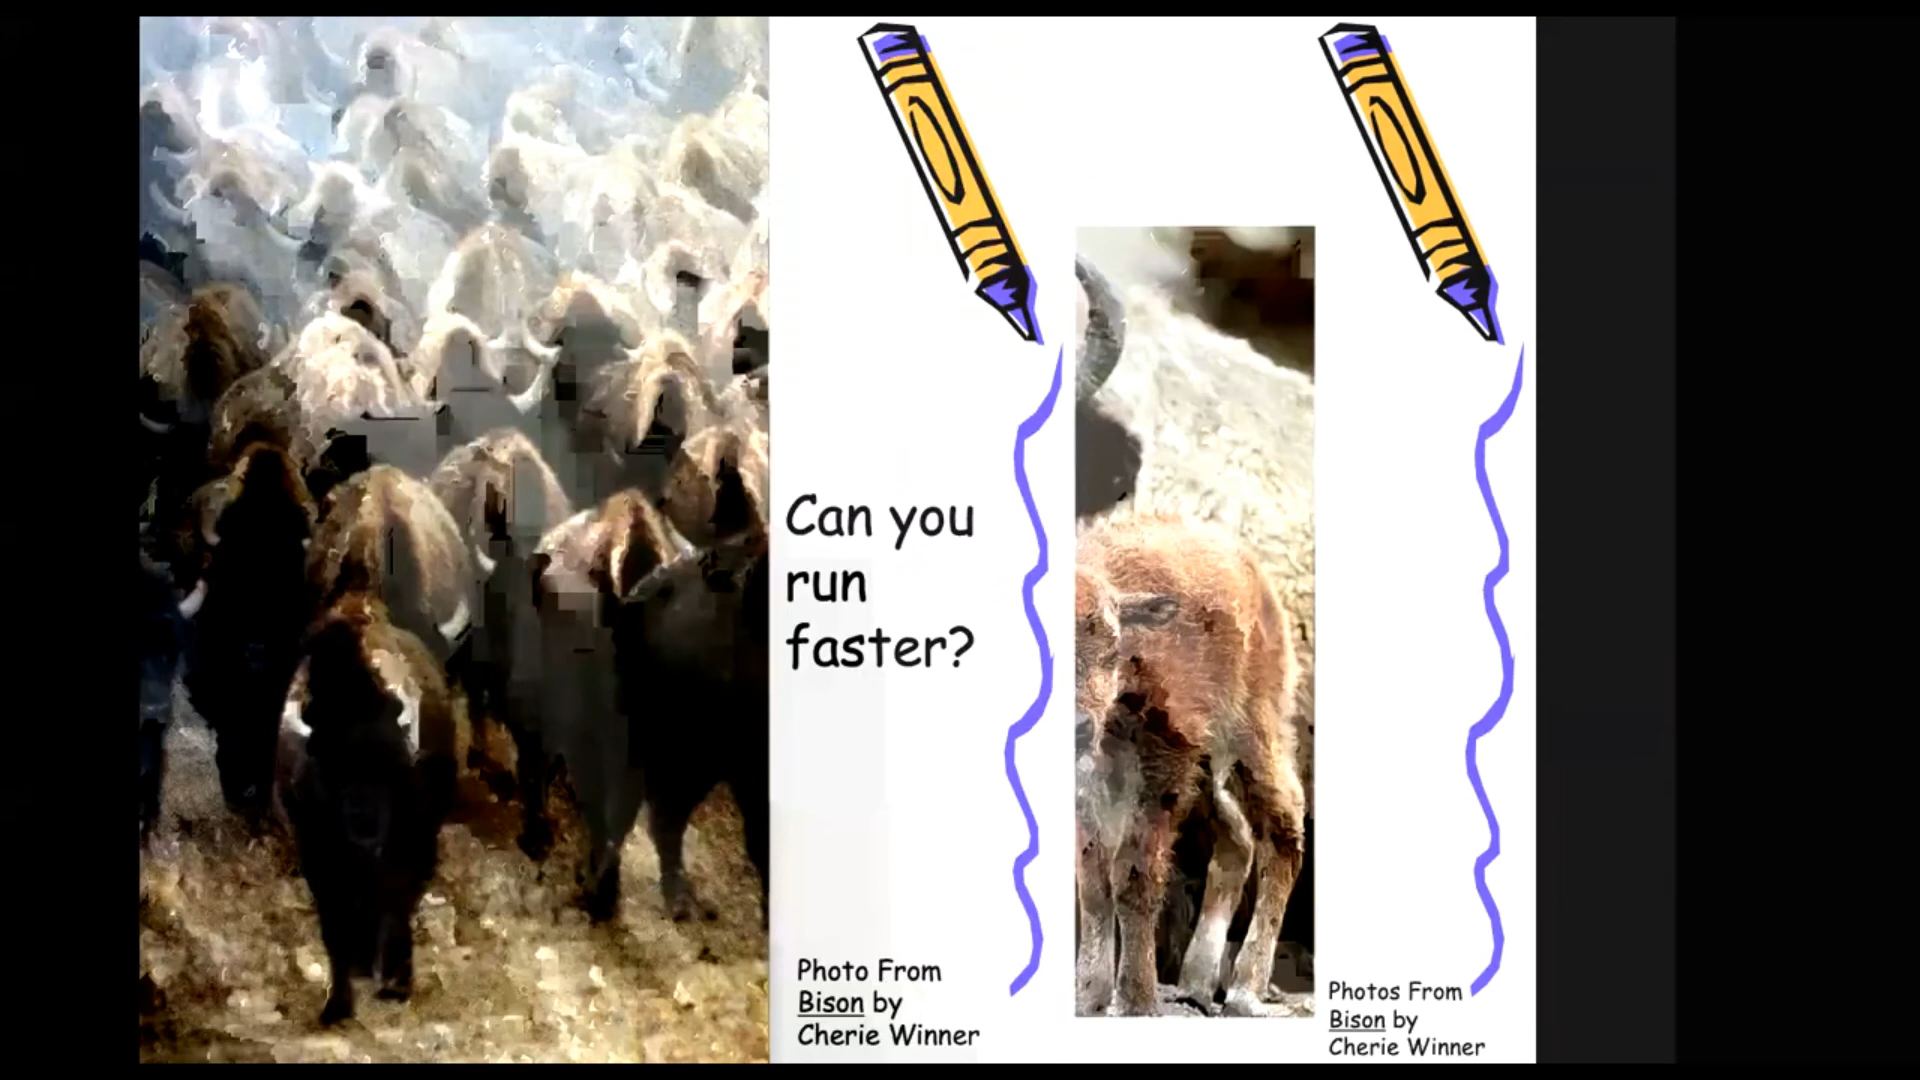 Can you
run
faster?
Photo From
Bison by
Cherie Winner
Photos From
Bison by
Cherie Winner